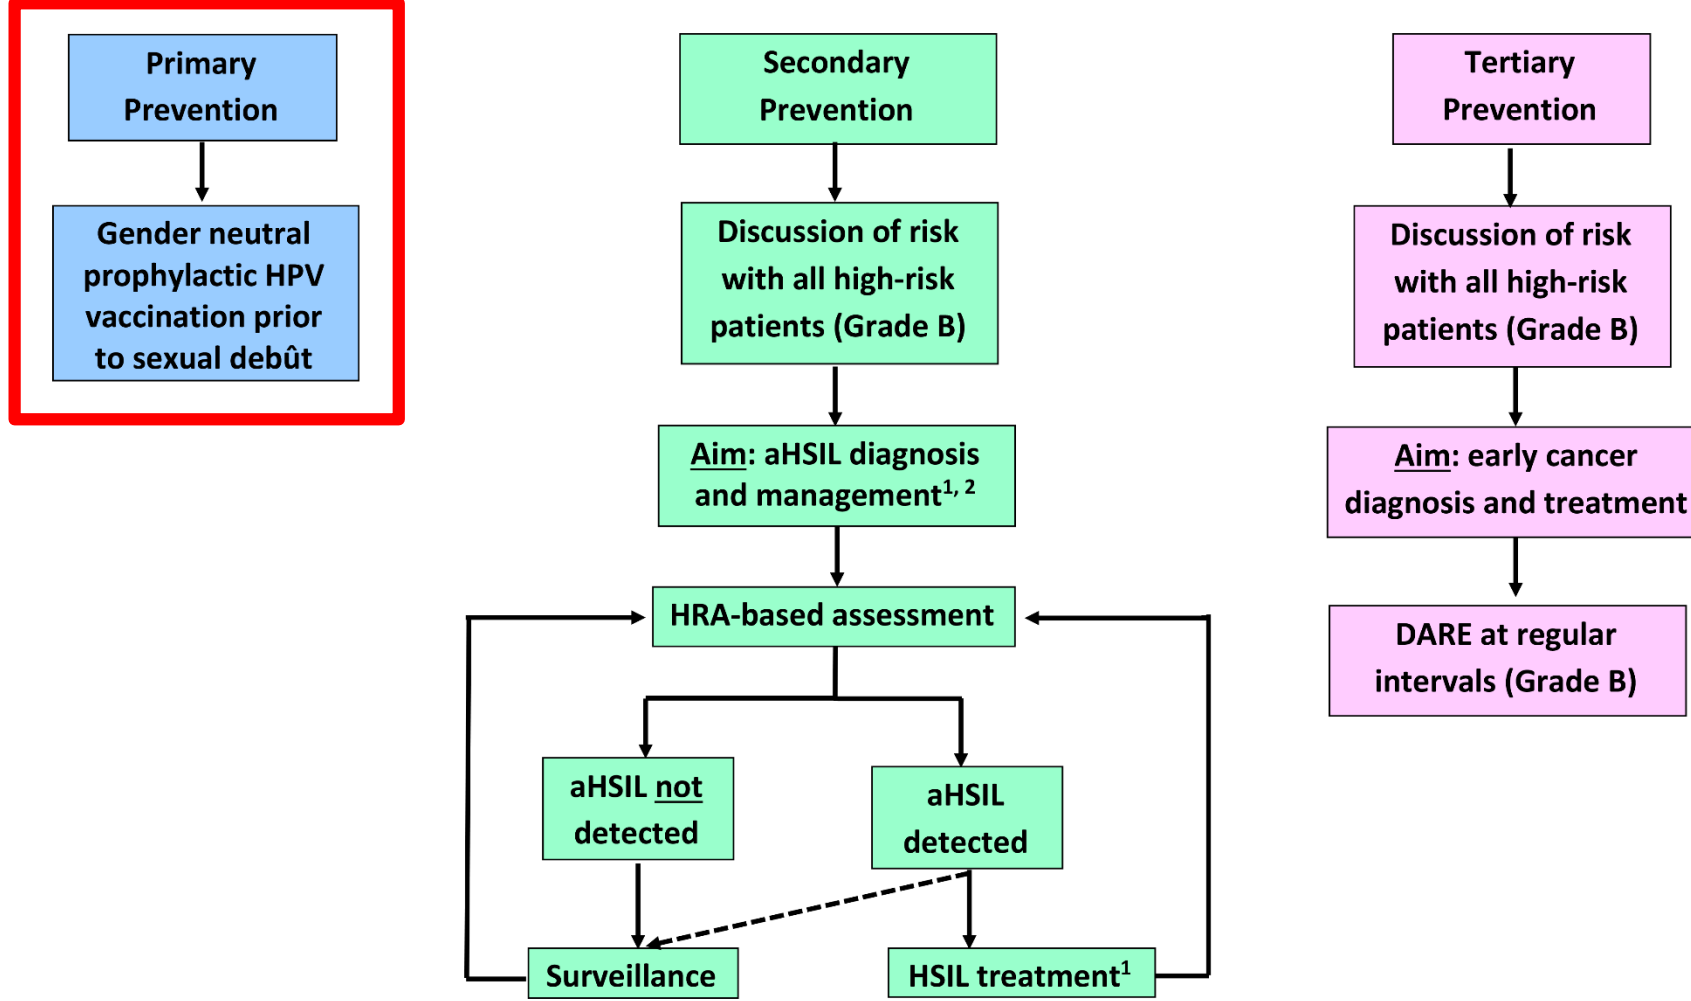 Primary
Prevention
Gender neutral
prophylactic HPV
vaccination prior
to sexual debût
Secondary
Prevention
Discussion of risk
with all high-risk
patients (Grade B)
Aim: aHSIL diagnosis
and management¹, ²
HRA-based assessment
aHSIL not
detected
aHSIL
detected
Surveillance
HSIL treatment¹
Tertiary
Prevention
Discussion of risk
with all high-risk
patients (Grade B)
Aim: early cancer
diagnosis and treatment
DARE at regular
intervals (Grade B)